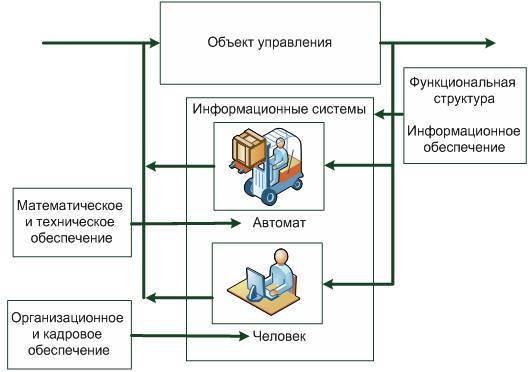 Объект управления
Функциональная
структура
Информационное
обеспечение
Информационные системы
Автомат
Математическое
и техническое
обеспечение
Человек
Организационное
и кадровое
обеспечение